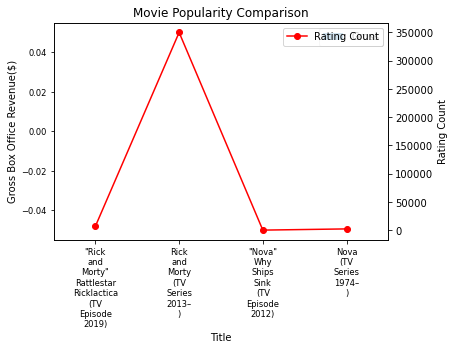 Movie Popularity Comparison
Rating Count
Gross Box Office Revenue($)
0.04
0.02
0.00
−0.02
−0.04
350000
300000
250000
200000
150000
100000
50000
0
Rating Count
"Rick
and
Morty"
Rattlestar
Ricklactica
(TV
Episode
2019)
Rick
and
Morty
(TV
Series
2013–
)
"Nova"
Why
Ships
Sink
(TV
Episode
2012)
Nova
(TV
Series
1974–
)
Title